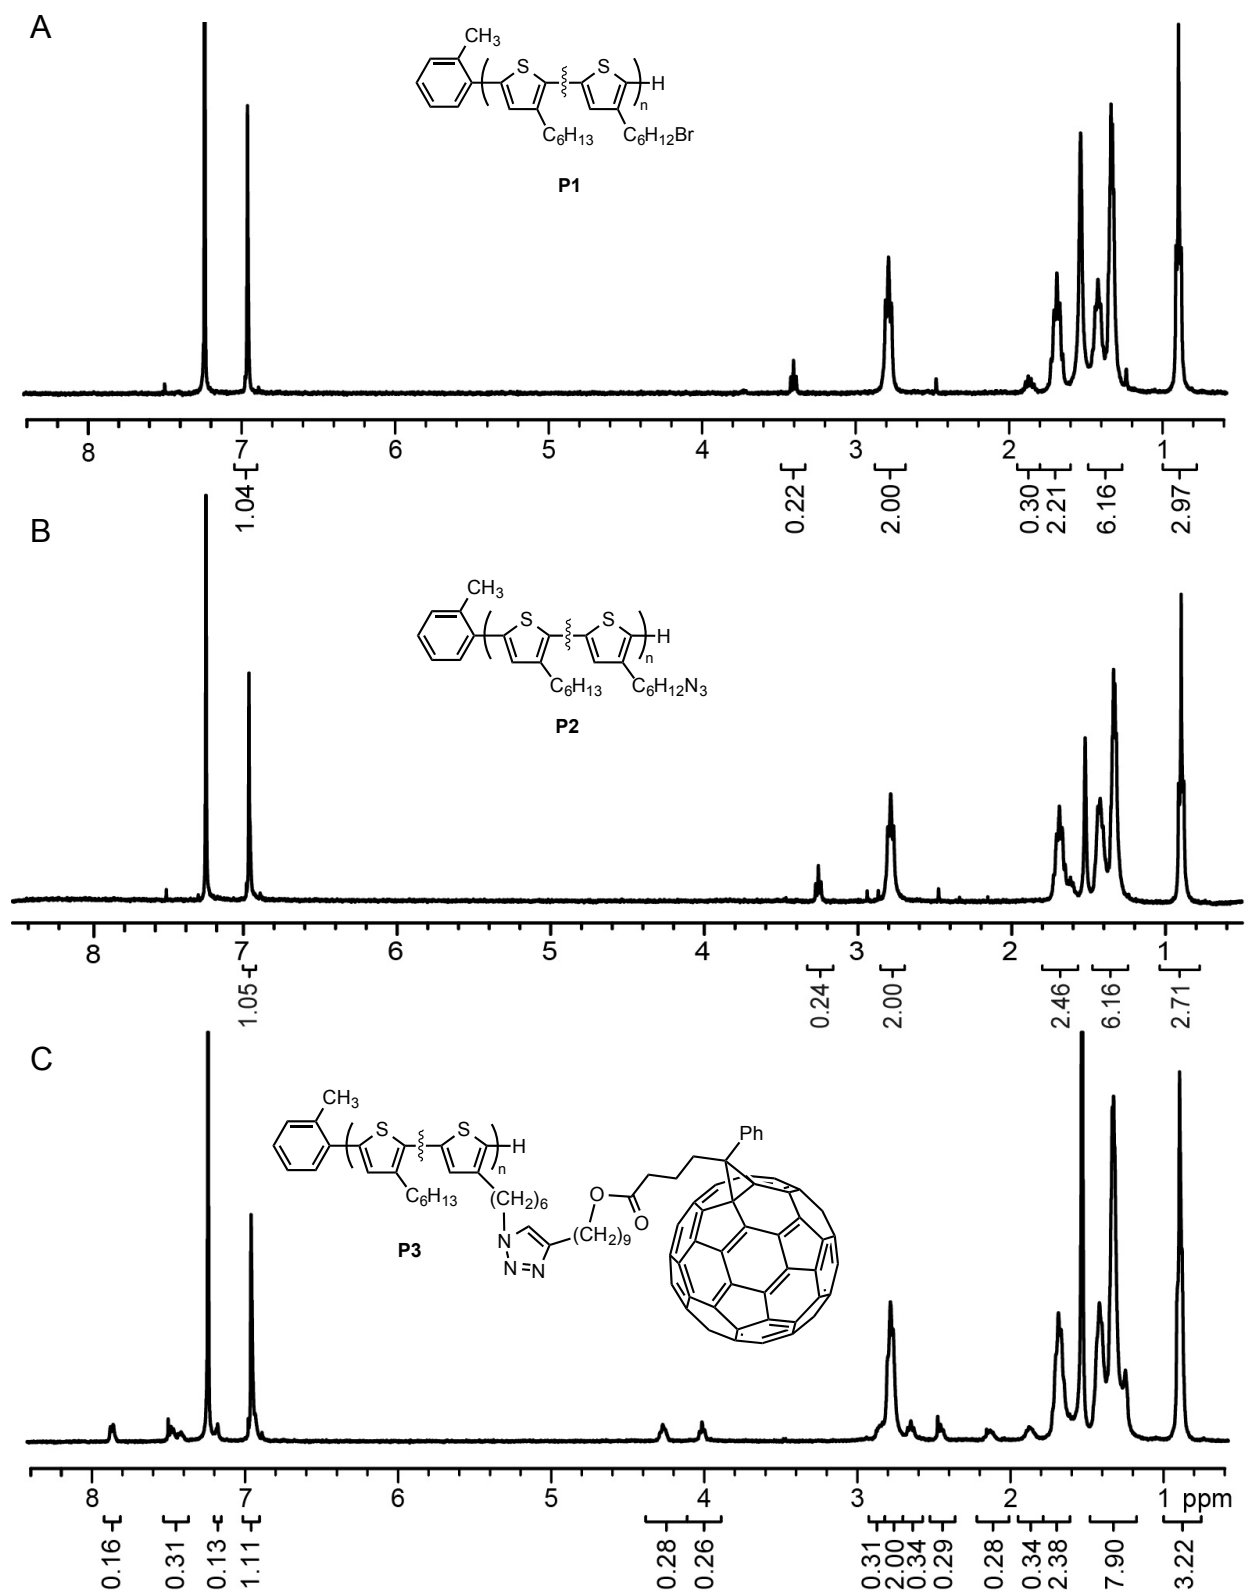 A
CH3
S
S
H
n
C6H13
C6H12Br
P1
8 7 6 5 4 3 2 1
1.04 0.22 2.00 0.30 2.21 6.16 2.97
B
CH3
S
S
H
n
C6H13
C6H12N3
P2
8 7 6 5 4 3 2 1
1.05 0.24 2.00 2.46 6.16 2.71
C
CH3
S
S
H
n
C6H13
(CH2)6
Ph
O
O
(CH2)9
N
N=N
P3
8 7 6 5 4 3 2 1 ppm
0.16 0.31 0.13 1.11 0.28 0.26 0.31 2.00 0.34 0.29 0.28 0.34 2.38 7.90 3.22